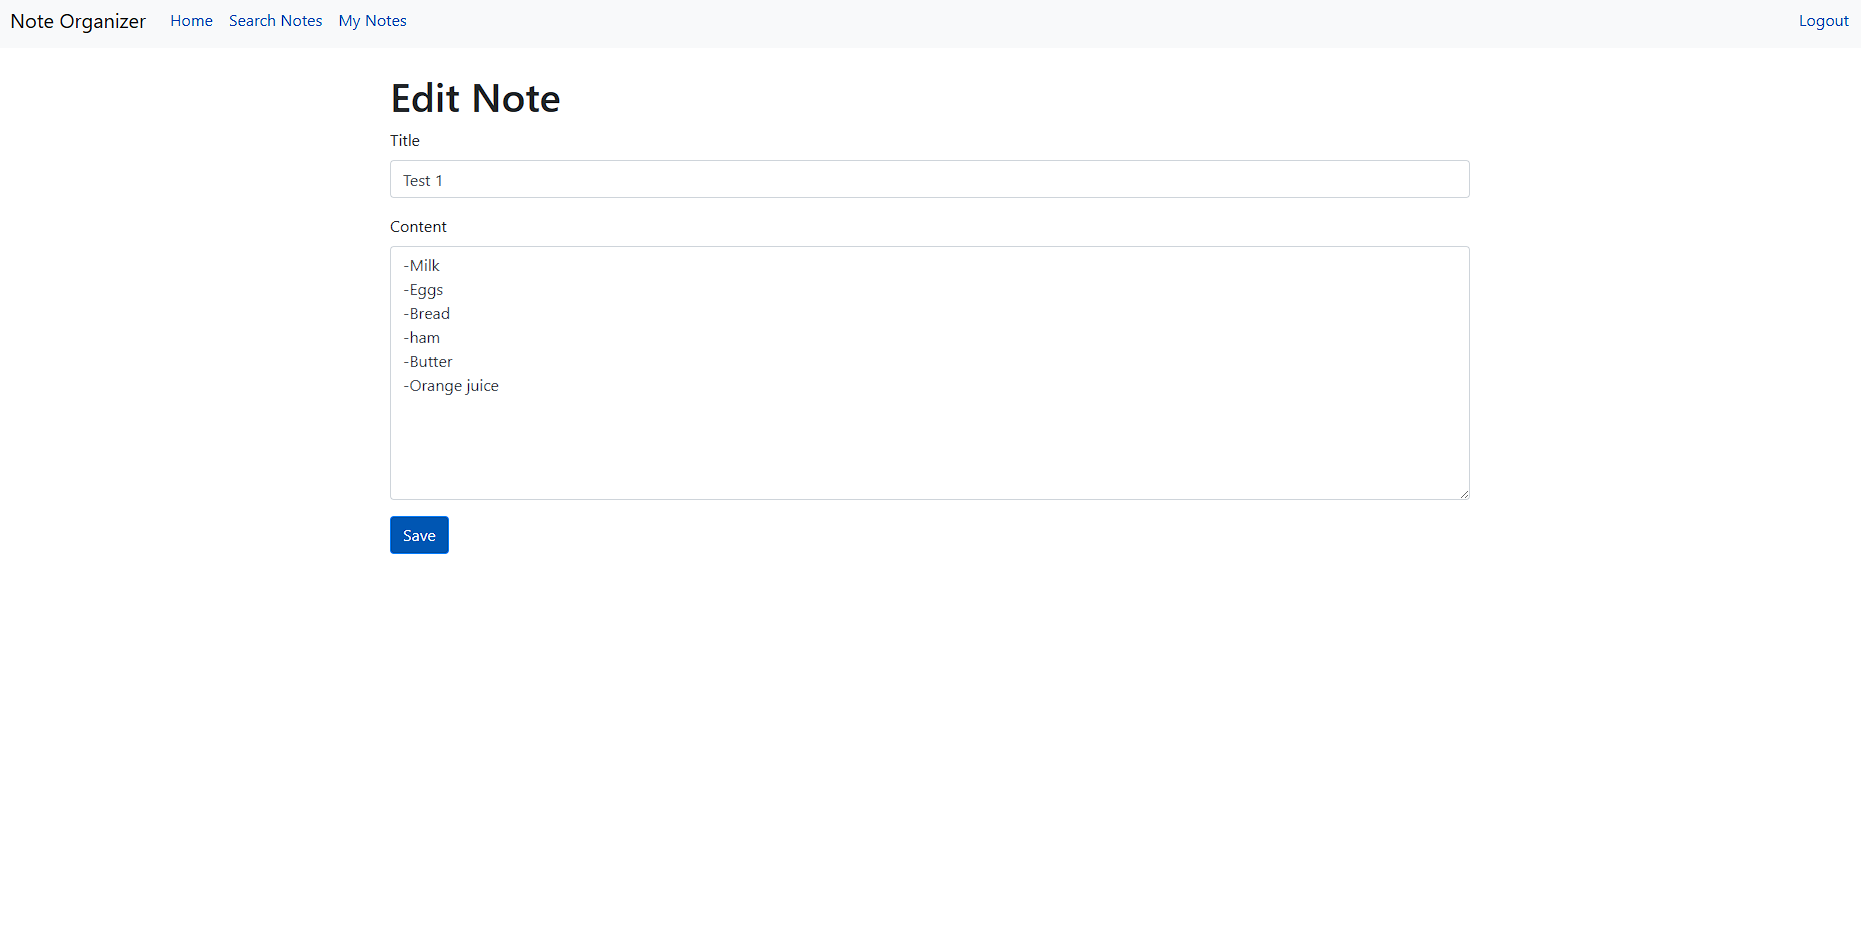 Note Organizer Home Search Notes My Notes Logout
Edit Note
Title
Test 1
Content
-Milk
-Eggs
-Bread
-ham
-Butter
-Orange juice
Save